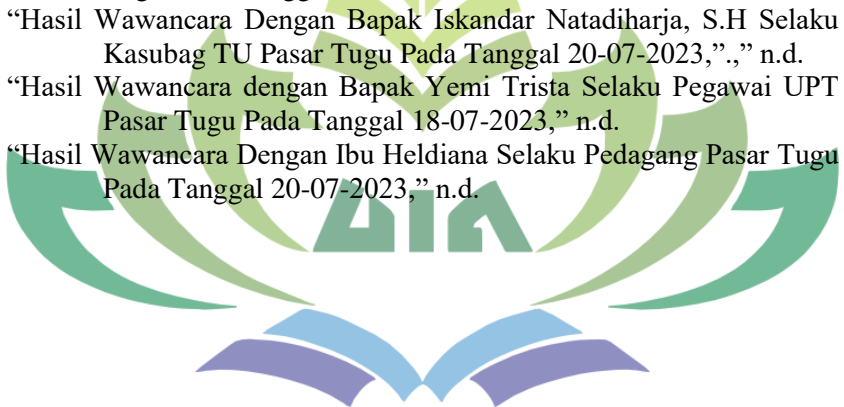 “Hasil Wawancara Dengan Bapak Iskandar Natadiharja, S.H Selaku
Kasubag TU Pasar Tugu Pada Tanggal 20-07-2023,”.,” n.d.
“Hasil Wawancara dengan Bapak Yemi Trista Selaku Pegawai UPT
Pasar Tugu Pada Tanggal 18-07-2023,” n.d.
“Hasil Wawancara Dengan Ibu Heldiana Selaku Pedagang Pasar Tugu
Pada Tanggal 20-07-2023,” n.d.